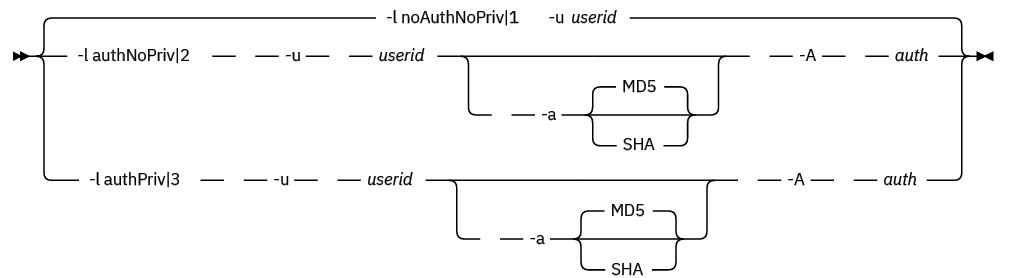 -l noAuthNoPriv|1 -u userid
-l authNoPriv|2 -u userid -A auth
MD5
-a
SHA
-l authPriv|3 -u userid -A auth
MD5
-a
SHA